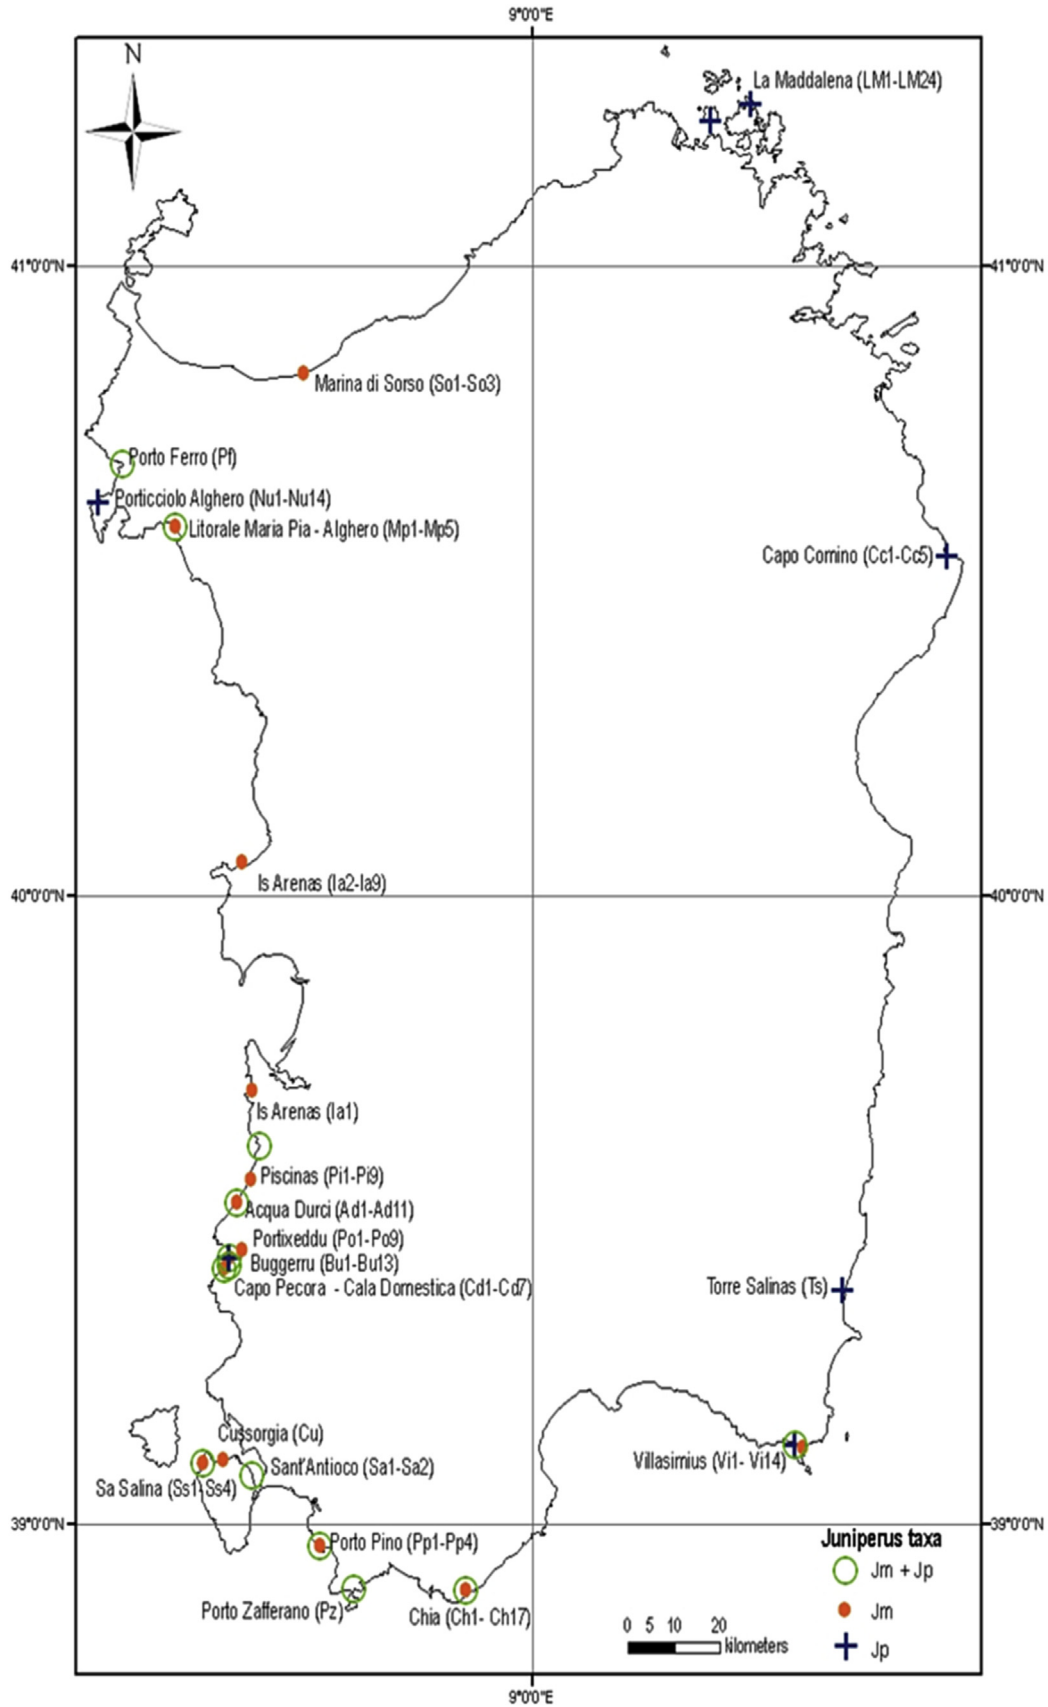 9°0'0"E
N
La Maddalena (LM1-LM24)
41°0'0"N
41°0'0"N
Marina di Sorso (So1-So3)
Porto Ferro (Pf)
Porticciolo Alghero (Nu1-Nu14)
Litorale Maria Pia - Alghero (Mp1-Mp5)
Capo Comino (Cc1-Cc5)
Is Arenas (Ia2-Ia9)
40°0'0"N
40°0'0"N
Is Arenas (Ia1)
Piscinas (Pi1-Pi9)
Acqua Durci (Ad1-Ad11)
Portixeddu (Po1-Po9)
Buggerru (Bu1-Bu13)
Capo Pecora - Cala Domestica (Cd1-Cd7)
Torre Salinas (Ts)
Cussorgia (Cu)
Villasimius (Vi1- Vi14)
Sant'Antioco (Sa1-Sa2)
Sa Salina (Ss1-Ss4)
39°0'0"N
39°0'0"N
Porto Pino (Pp1-Pp4)
Porto Zafferano (Pz)
Chia (Ch1- Ch17)
Juniperus taxa
Jm + Jp
Jm
Jp
0 5 10 20
kilometers
9°0'0"E